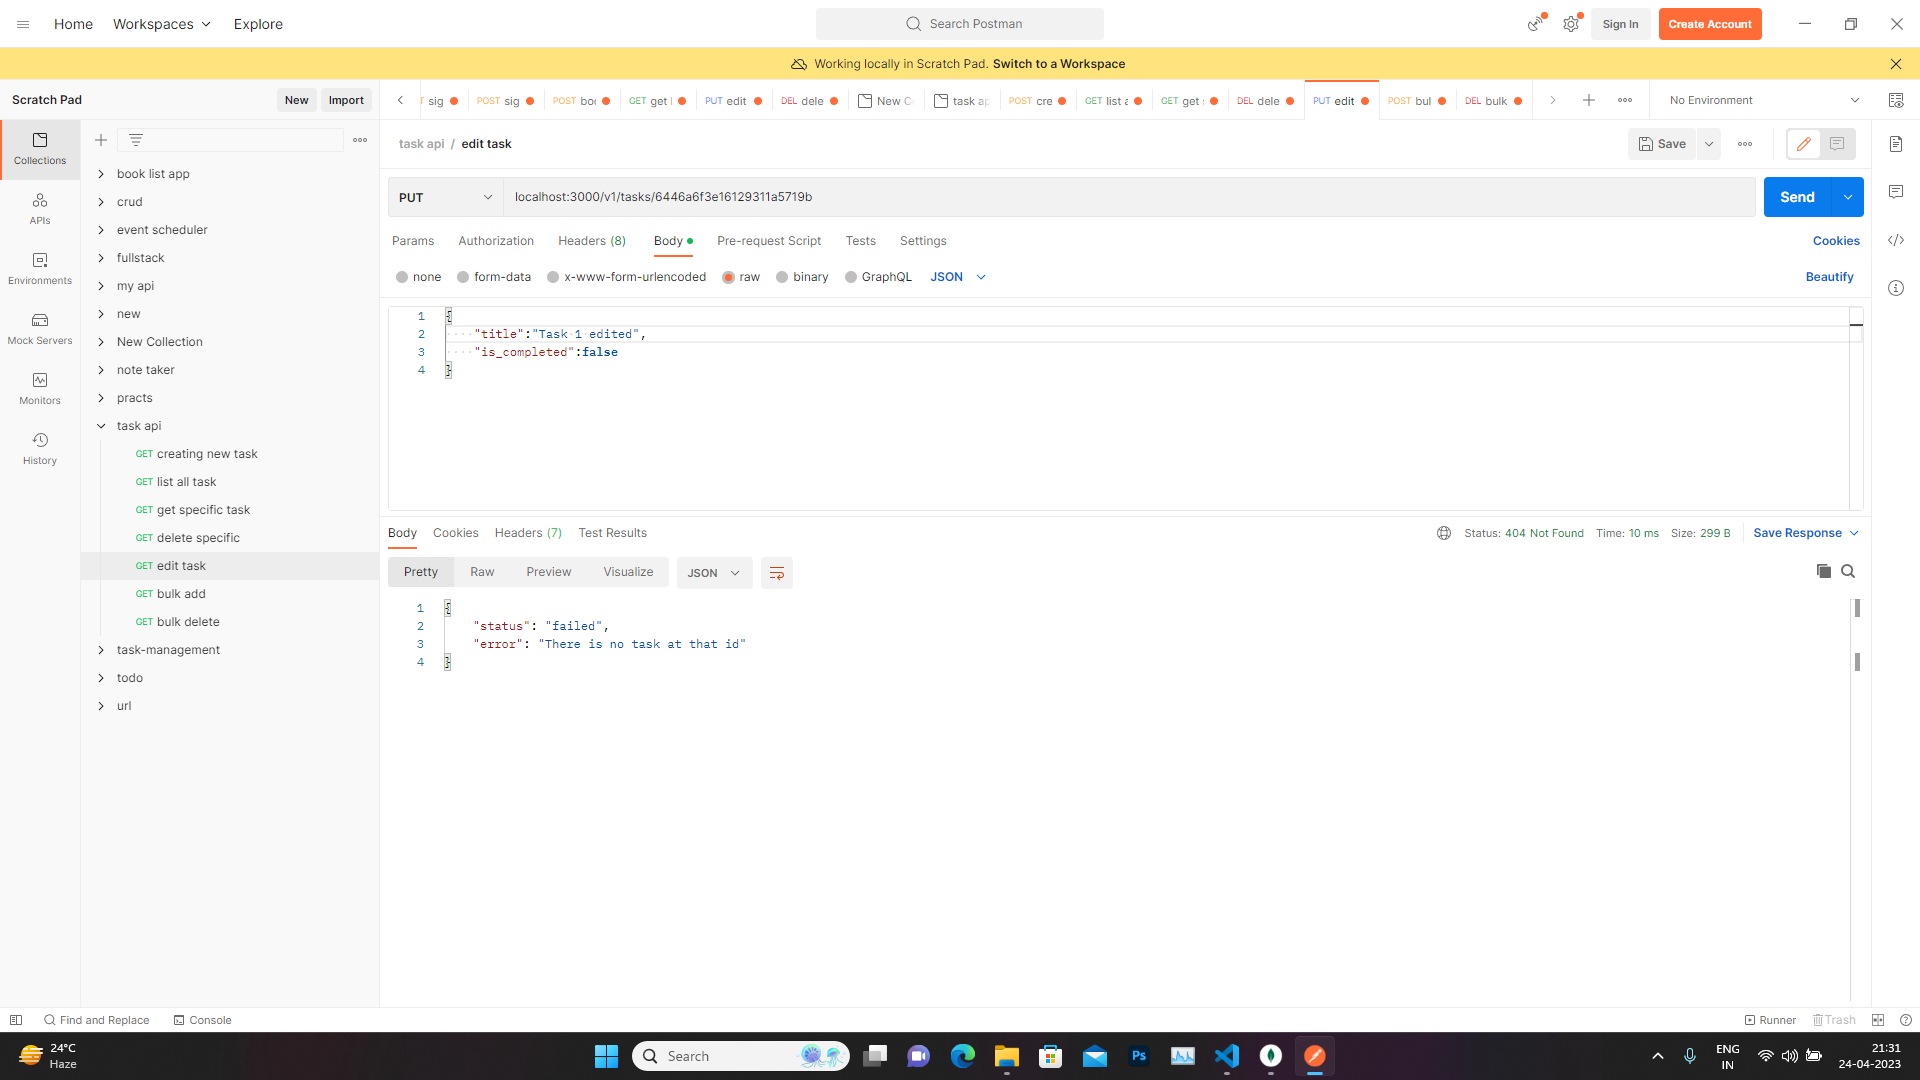 Home Workspaces Explore Search Postman Sign In Create Account
Working locally in Scratch Pad. Switch to a Workspace
Scratch Pad New Import sig POST sig POST GET get PUT edit DEL dele New task ap POST cre GET list GET get DEL dele PUT edit POST bul DEL bulk No Environment
Collections
APIs
Environments
Mock Servers
Monitors
History
book list app
crud
event scheduler
fullstack
my api
new
New Collection
note taker
practs
task api
GET creating new task
GET list all task
GET get specific task
GET delete specific
GET edit task
GET bulk add
GET bulk delete
task-management
todo
url
task api / edit task Save
PUT localhost:3000/v1/tasks/6446a6f3e16129311a5719b Send
Params Authorization Headers (8) Body Pre-request Script Tests Settings Cookies
none form-data x-www-form-urlencoded raw binary GraphQL JSON Beautify
1 {
2 "title":"Task 1 edited",
3 "is_completed":false
4 }
Body Cookies Headers (7) Test Results Status: 404 Not Found Time: 10 ms Size: 299 B Save Response
Pretty Raw Preview Visualize JSON
1 {
2 "status": "failed",
3 "error": "There is no task at that id"
4 }
Find and Replace Console Runner Trash
24°C
Haze
Search
Ps
ENG
IN
21:31
24-04-2023